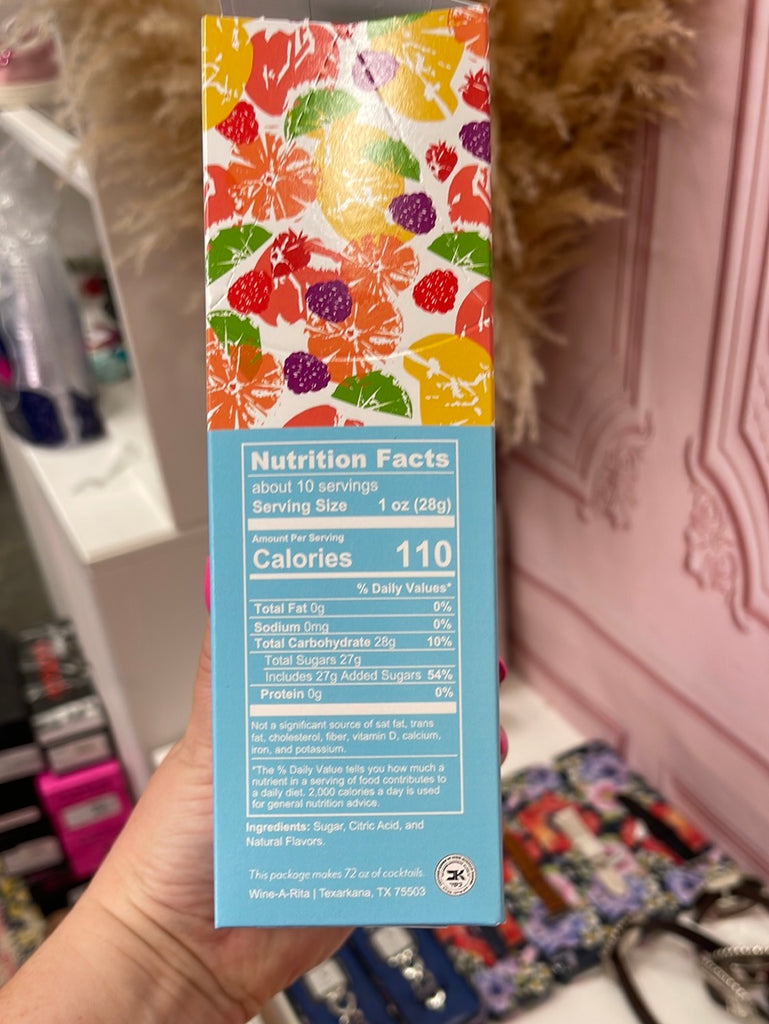 Nutrition Facts
about 10 servings
Serving Size 1 oz (28g)
Amount Per Serving
Calories 110
% Daily Values*
Total Fat 0g 0%
Sodium 0mg 0%
Total Carbohydrate 28g 10%
Total Sugars 27g
Includes 27g Added Sugars 54%
Protein 0g 0%
Not a significant source of sat fat, trans
fat, cholesterol, fiber, vitamin D, calcium,
iron, and potassium.
*The % Daily Value tells you how much a
nutrient in a serving of food contributes to
a daily diet. 2,000 calories a day is used
for general nutrition advice.
Ingredients: Sugar, Citric Acid, and
Natural Flavors.
This package makes 72 oz of cocktails.
Wine-A-Rita | Texarkana, TX 75503